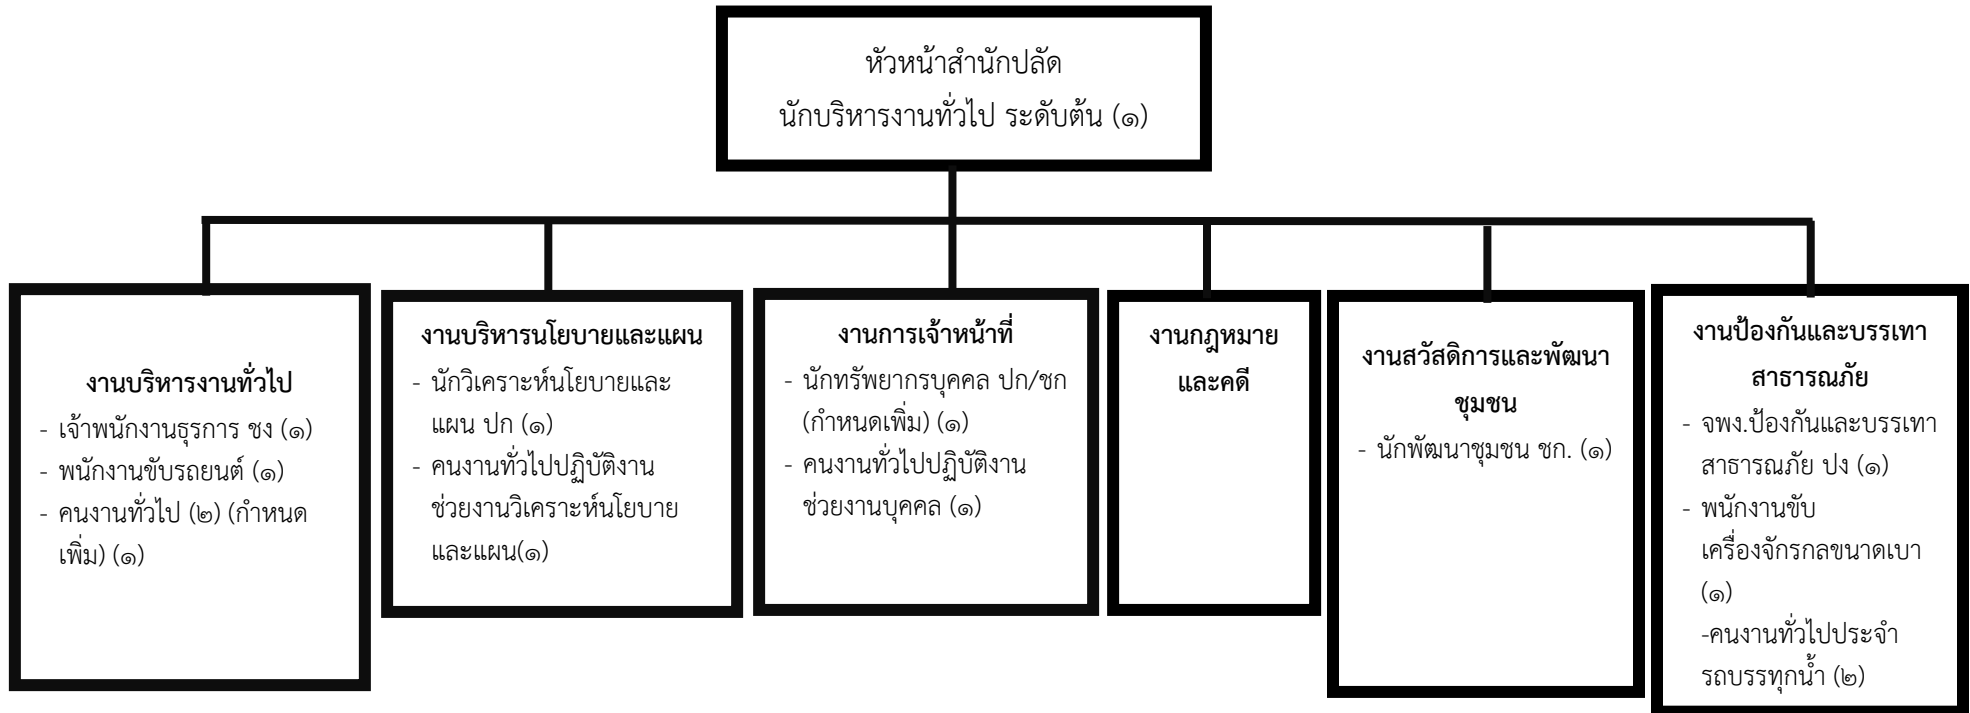 หัวหน้าสำนักปลัด
นักบริหารงานทั่วไป ระดับต้น (๑)
งานบริหารงานทั่วไป
- เจ้าพนักงานธุรการ ชง (๑)
- พนักงานขับรถยนต์ (๑)
- คนงานทั่วไป (๒) (กำหนด
เพิ่ม) (๑)
งานบริหารนโยบายและแผน
- นักวิเคราะห์นโยบายและ
แผน ปก (๑)
- คนงานทั่วไปปฏิบัติงาน
ช่วยงานวิเคราะห์นโยบาย
และแผน(๑)
งานการเจ้าหน้าที่
- นักทรัพยากรบุคคล ปก/ชก
(กำหนดเพิ่ม) (๑)
- คนงานทั่วไปปฏิบัติงาน
ช่วยงานบุคคล (๑)
งานกฎหมาย
และคดี
งานสวัสดิการและพัฒนา
ชุมชน
- นักพัฒนาชุมชน ชก. (๑)
งานป้องกันและบรรเทา
สาธารณภัย
- จพง.ป้องกันและบรรเทา
สาธารณภัย ปง (๑)
- พนักงานขับ
เครื่องจักรกลขนาดเบา
(๑)
-คนงานทั่วไปประจำ
รถบรรทุกน้ำ (๒)